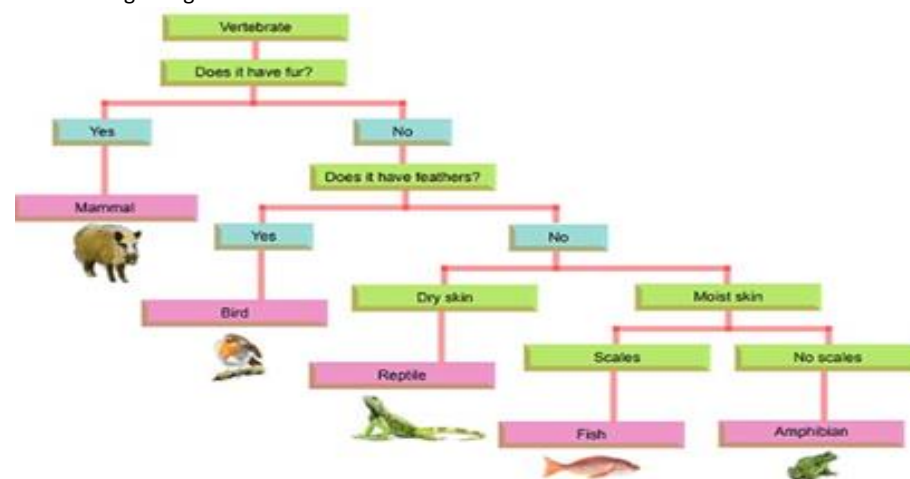 Vertebrate
Does it have fur?
Yes
No
Does it have feathers?
Mammal
Yes
No
Dry skin
Moist skin
Bird
Scales
No scales
Reptile
Fish
Amphibian